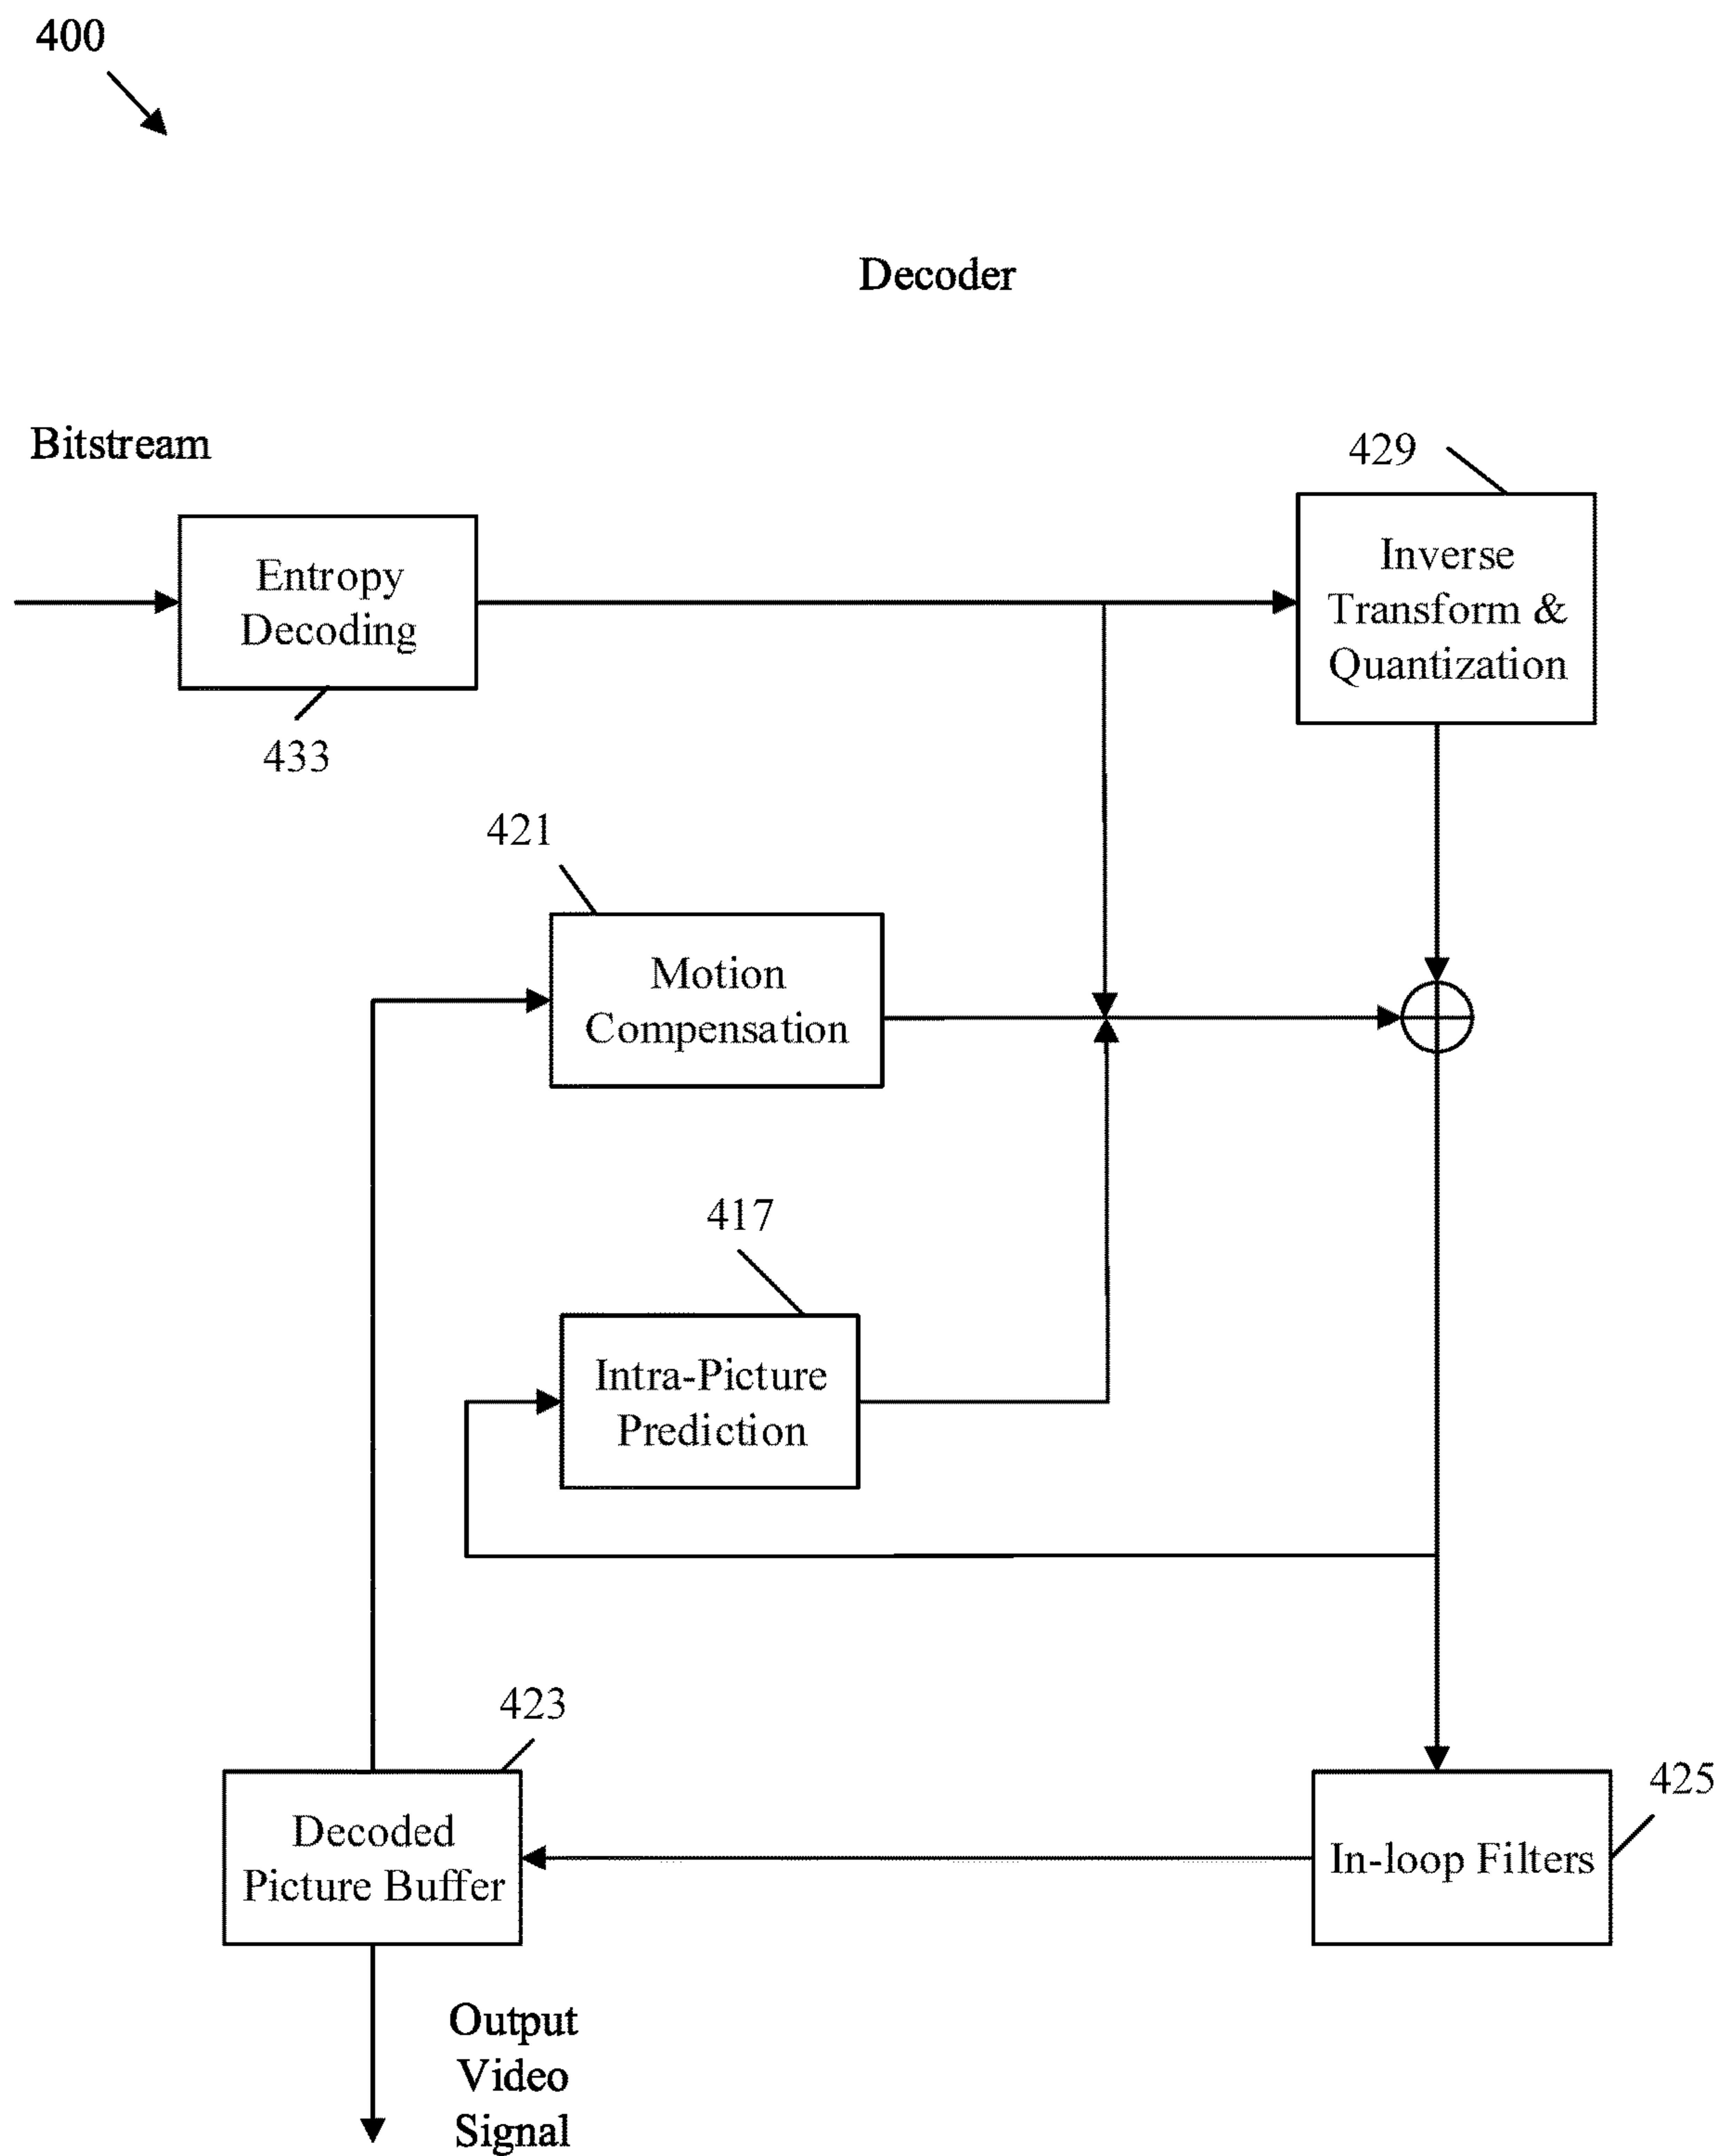 400
Decoder
Bitstream
429
Entropy
Decoding
Inverse
Transform &
Quantization
433
421
Motion
Compensation
417
Intra-Picture
Prediction
423
425
Decoded
Picture Buffer
In-loop Filters
Output
Video
Signal